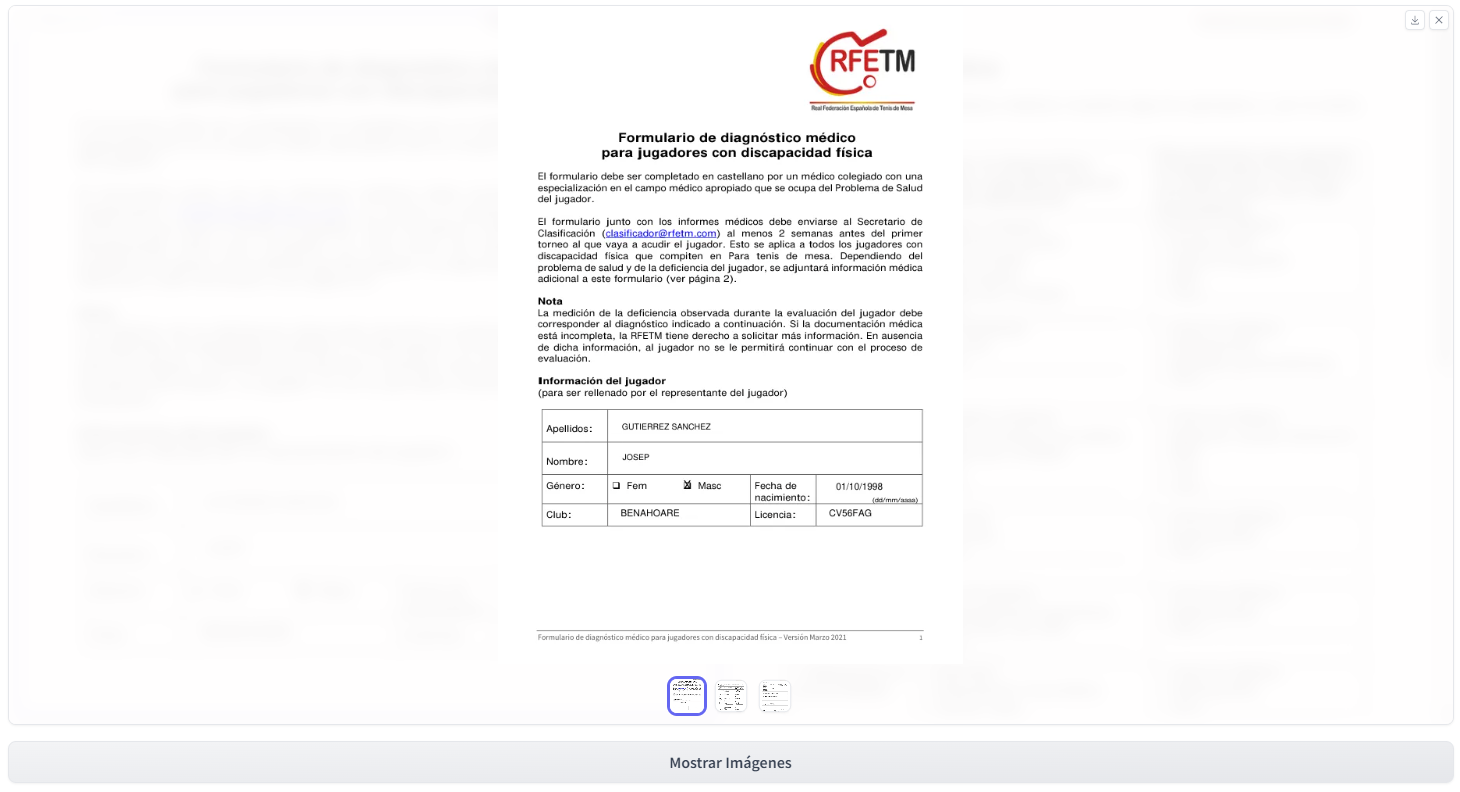 RFETM
Real Federación Española de Tenis de Mesa
Formulario de diagnóstico médico
para jugadores con discapacidad física
El formulario debe ser completado en castellano por un médico colegiado con una
especialización en el campo médico apropiado que se ocupa del Problema de Salud
del jugador.
El formulario junto con los informes médicos debe enviarse al Secretario de
Clasificación (clasificador@rfetm.com) al menos 2 semanas antes del primer
torneo al que vaya a acudir el jugador. Esto se aplica a todos los jugadores con
discapacidad física que compiten en Para tenis de mesa. Dependiendo del
problema de salud y de la deficiencia del jugador, se adjuntará información médica
adicional a este formulario (ver página 2).
Nota
La medición de la deficiencia observada durante la evaluación del jugador debe
corresponder al diagnóstico indicado a continuación. Si la documentación médica
está incompleta, la RFETM tiene derecho a solicitar más información. En ausencia
de dicha información, al jugador no se le permitirá continuar con el proceso de
evaluación.
Información del jugador
(para ser rellenado por el representante del jugador)
Apellidos: GUTIERREZ SANCHEZ
Nombre: JOSEP
Género: Fem Masc Fecha de nacimiento: 01/10/1998
(dd/mm/aaaa)
Club: BENAHOARE Licencia: CV56FAG
Formulario de diagnóstico médico para jugadores con discapacidad física – Versión Marzo 2021 1
Mostrar Imágenes